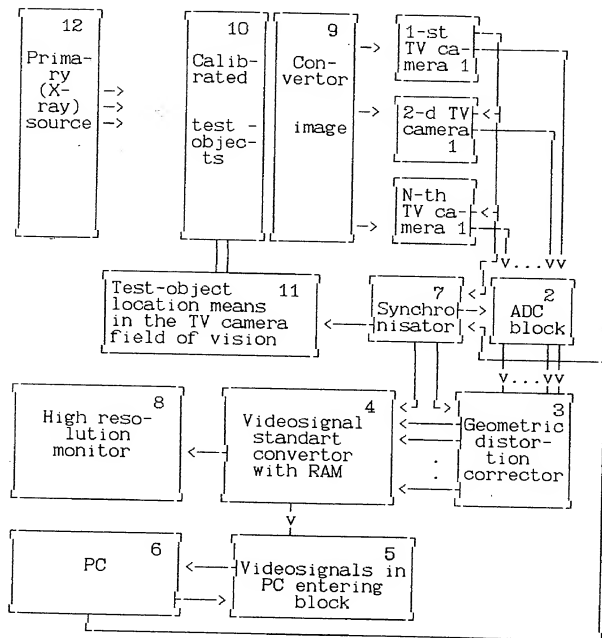 12
Prima-
ry
(X-
ray)
source
10
Calib-
rated
test -
objec-
ts
9
Con-
vertor
image
1-st
TV ca-
mera 1
2-d TV
camera
1
N-th
TV ca-
mera 1
11
Test-object
location means
in the TV camera
field of vision
7
Synchro-
nisator
2
ADC
block
8
High reso-
lution
monitor
4
Videosignal
standart
convertor
with RAM
3
Geometric
distor-
tion
corrector
6
PC
5
Videosignals in
PC entering
block